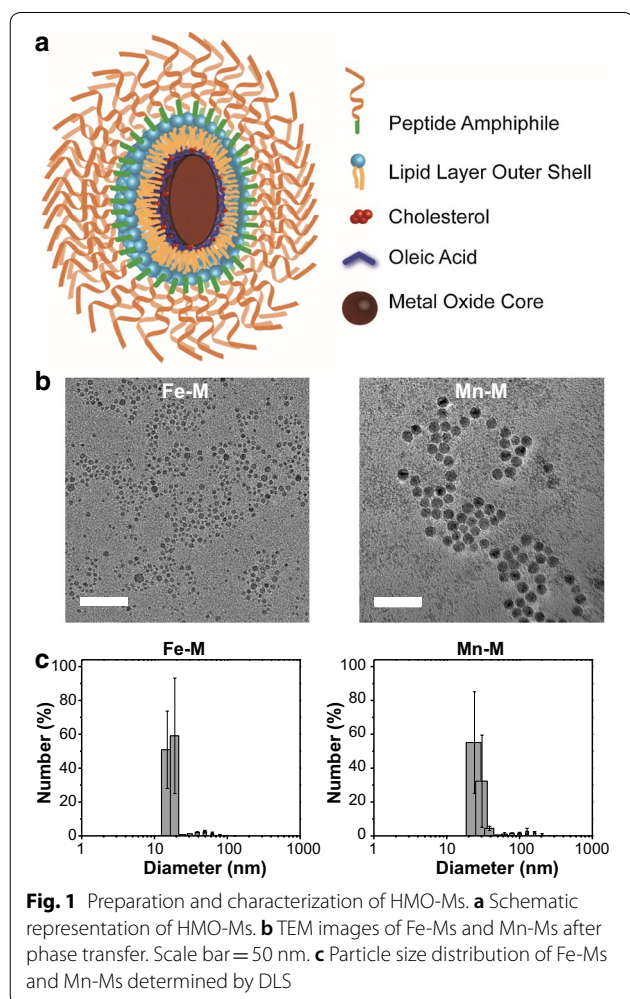 a
Peptide Amphiphile
Lipid Layer Outer Shell
Cholesterol
Oleic Acid
Metal Oxide Core
b
Fe-M
Mn-M
c
Fe-M
Number (%)
100
80
60
40
20
0
1 10 100 1000
Diameter (nm)
Mn-M
Number (%)
100
80
60
40
20
0
1 10 100 1000
Diameter (nm)
Fig. 1 Preparation and characterization of HMO-Ms. a Schematic
representation of HMO-Ms. b TEM images of Fe-Ms and Mn-Ms after
phase transfer. Scale bar = 50 nm. c Particle size distribution of Fe-Ms
and Mn-Ms determined by DLS